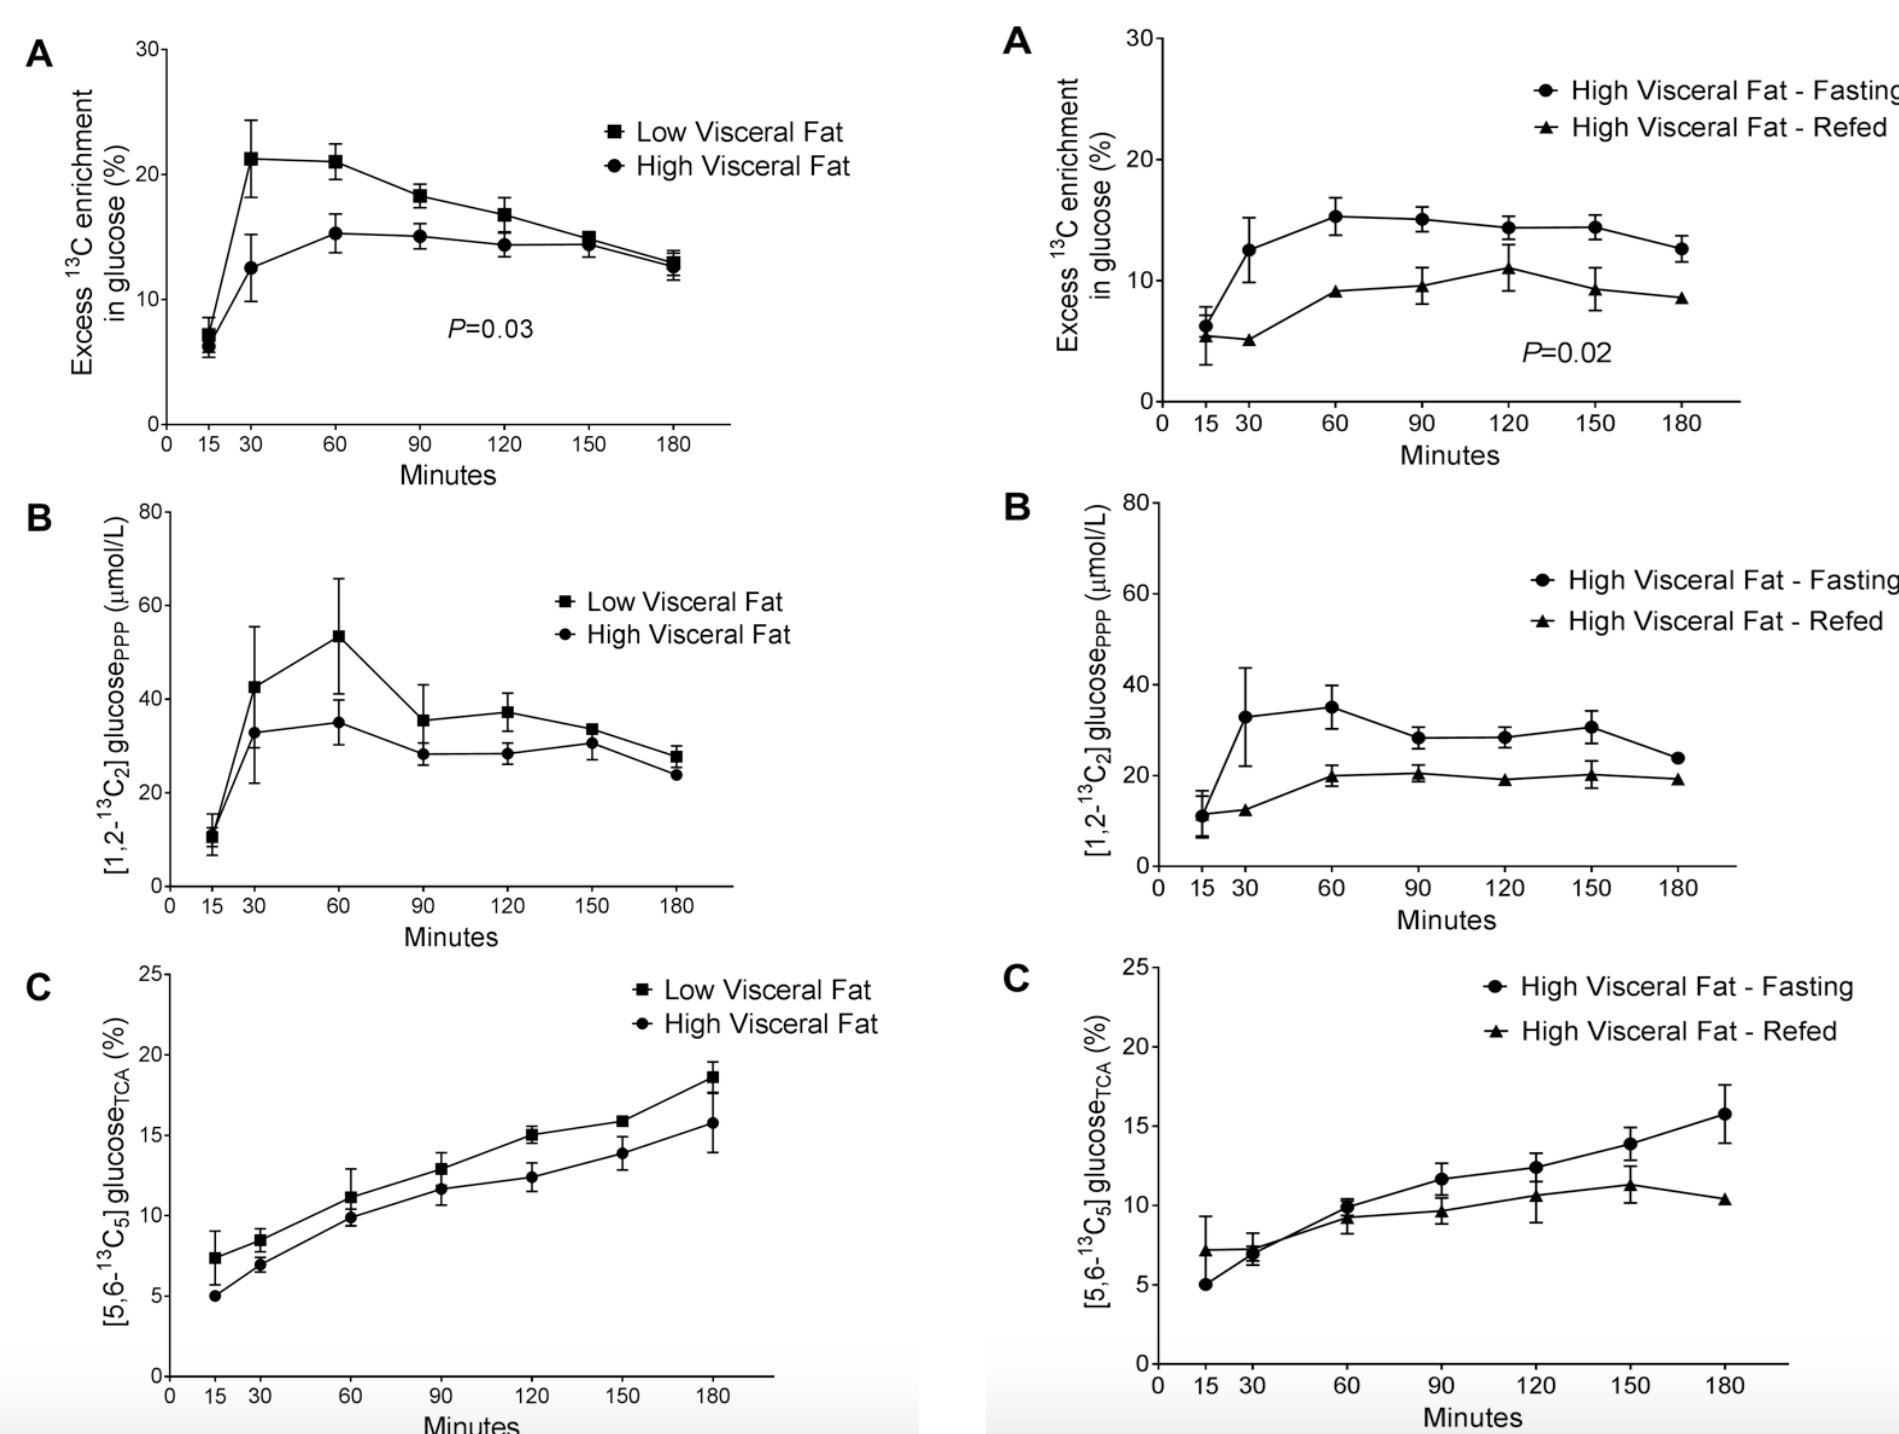 A
Excess ¹³C enrichment
in glucose (%)
30
20
10
0
Low Visceral Fat
High Visceral Fat
P=0.03
0 15 30 60 90 120 150 180
Minutes
B
[1,2-¹³C₂] glucosePPP (μmol/L)
80
60
40
20
0
Low Visceral Fat
High Visceral Fat
0 15 30 60 90 120 150 180
Minutes
C
[5,6-¹³C₅] glucoseTCA (%)
25
20
15
10
5
0
Low Visceral Fat
High Visceral Fat
0 15 30 60 90 120 150 180
Minutes
A
Excess ¹³C enrichment
in glucose (%)
30
20
10
0
High Visceral Fat - Fasting
High Visceral Fat - Refed
P=0.02
0 15 30 60 90 120 150 180
Minutes
B
[1,2-¹³C₂] glucosePPP (μmol/L)
80
60
40
20
0
High Visceral Fat - Fasting
High Visceral Fat - Refed
0 15 30 60 90 120 150 180
Minutes
C
[5,6-¹³C₅] glucoseTCA (%)
25
20
15
10
5
0
High Visceral Fat - Fasting
High Visceral Fat - Refed
0 15 30 60 90 120 150 180
Minutes